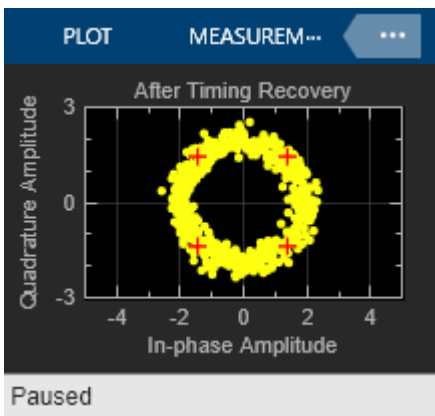 PLOT MEASUREM... ...
After Timing Recovery
Quadrature Amplitude
3
0
-3
-4 -2 0 2 4
In-phase Amplitude
Paused